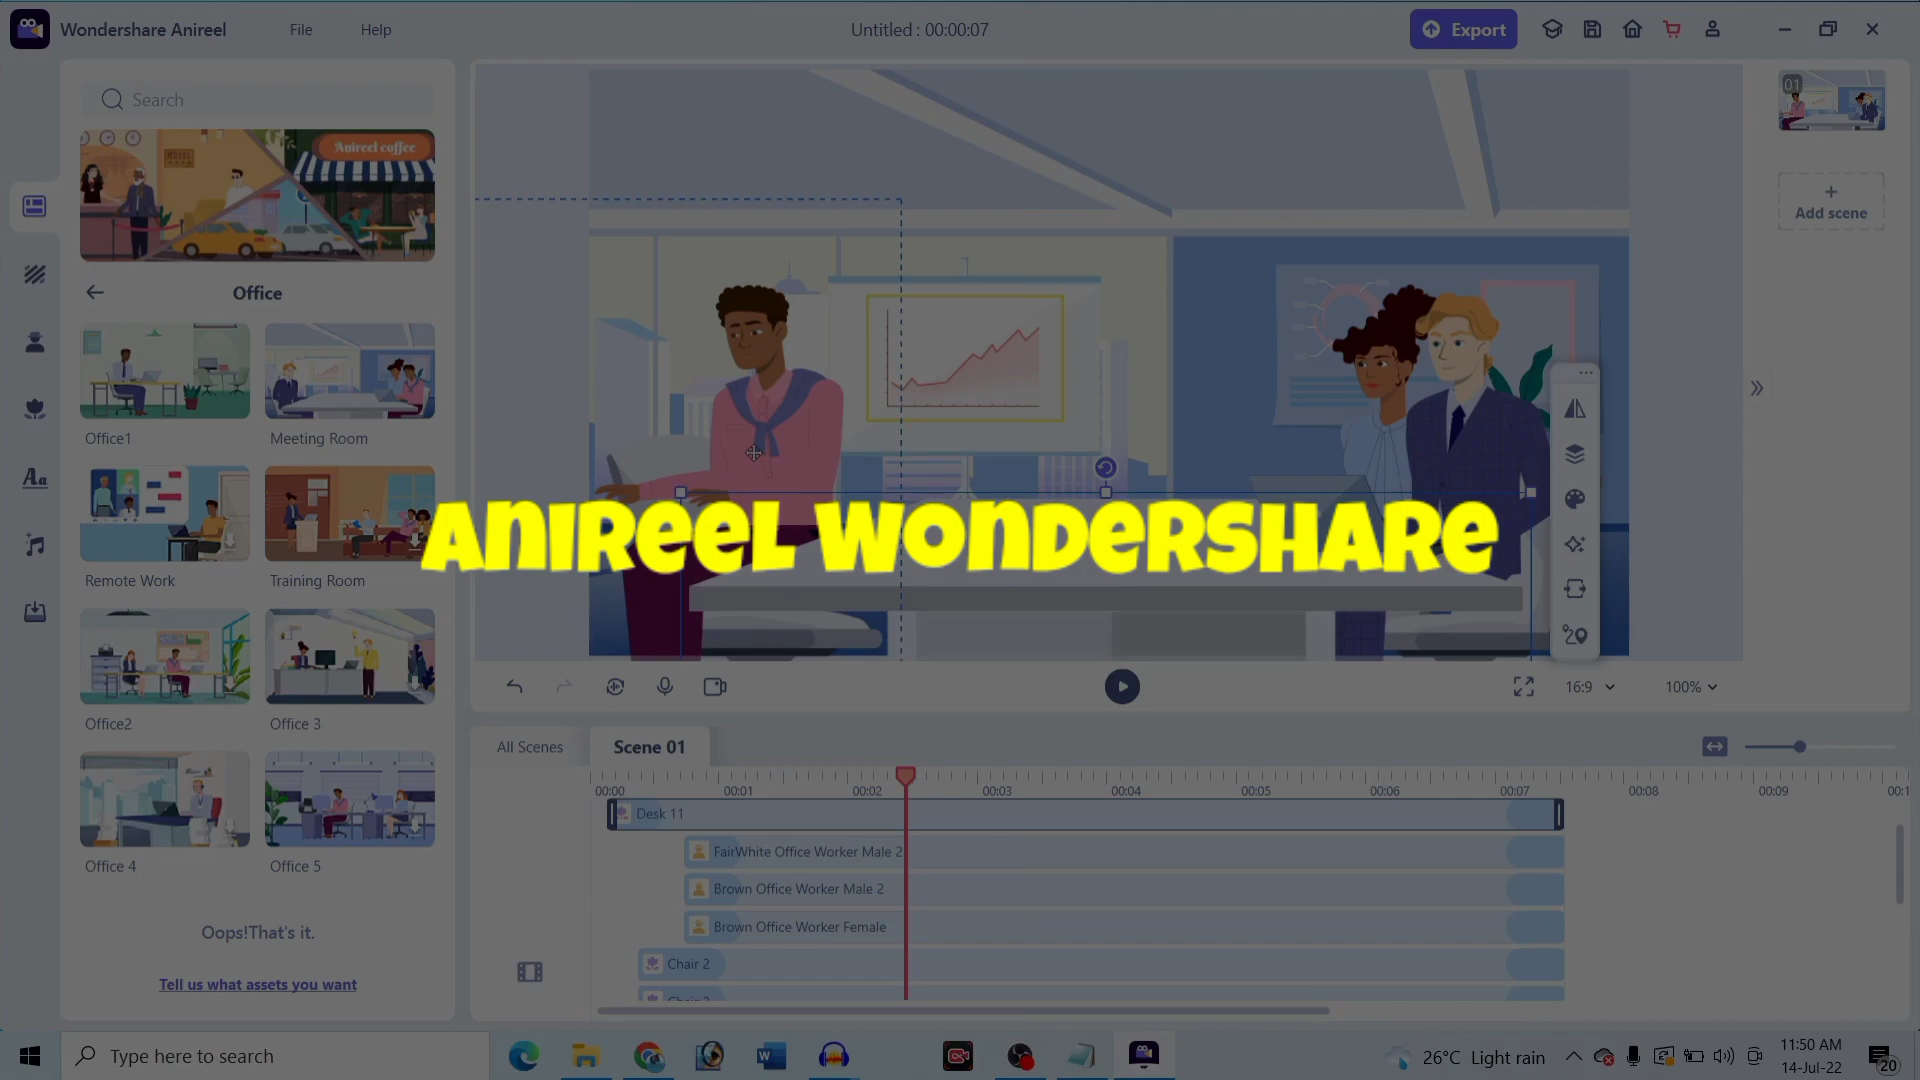 Wondershare Anireel
File
Help
Untitled : 00:00:07
Export
Search
Anireel coffee
MOTEL
Office
Office1
Meeting Room
Remote Work
Training Room
Office2
Office 3
Office 4
Office 5
Oops!That's it.
Tell us what assets you want
01
+
Add scene
Anireel Wondershare
16:9
100%
All Scenes
Scene 01
00:00
00:01
00:02
00:03
00:04
00:05
00:06
00:07
00:08
00:09
Desk 11
FairWhite Office Worker Male 2
Brown Office Worker Male 2
Brown Office Worker Female
Chair 2
Aa
Type here to search
26°C Light rain
11:50 AM
14-Jul-22
20